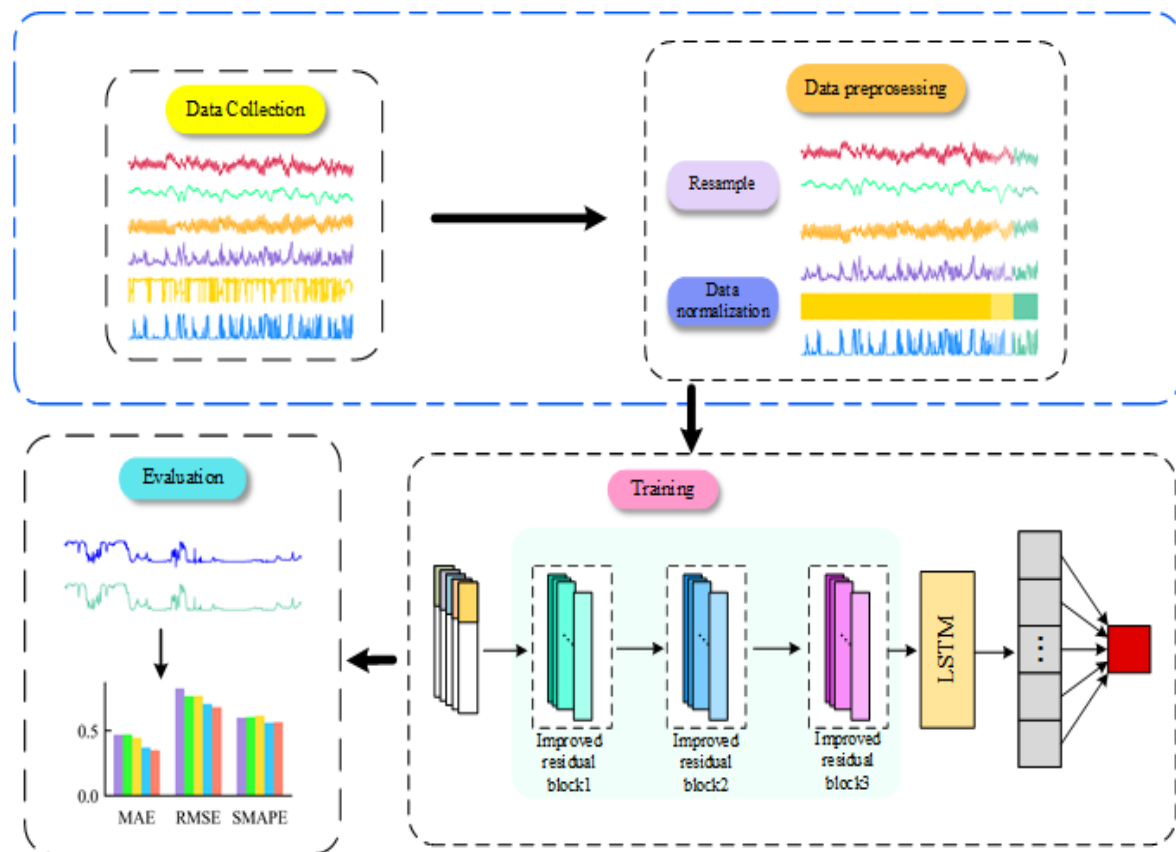 Data Collection
Data preprosessing
Resample
Data
normalization
Evaluation
0.5
0.0
MAE RMSE SMAPE
Training
Improved
residual
block1
Improved
residual
block2
Improved
residual
block3
LSTM